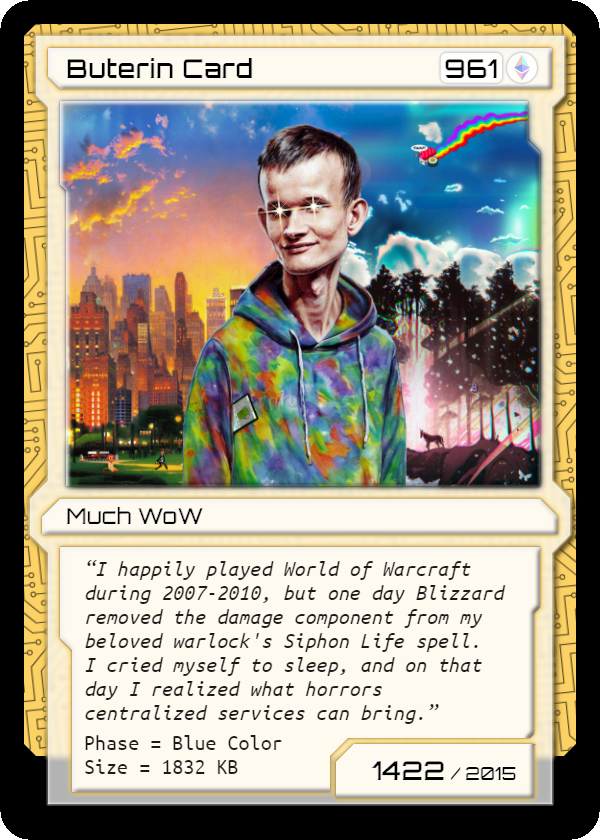 Buterin Card
961
Much WoW
“I happily played World of Warcraft
during 2007-2010, but one day Blizzard
removed the damage component from my
beloved warlock's Siphon Life spell.
I cried myself to sleep, and on that
day I realized what horrors
centralized services can bring.”
Phase = Blue Color
Size = 1832 KB
1422 / 2015